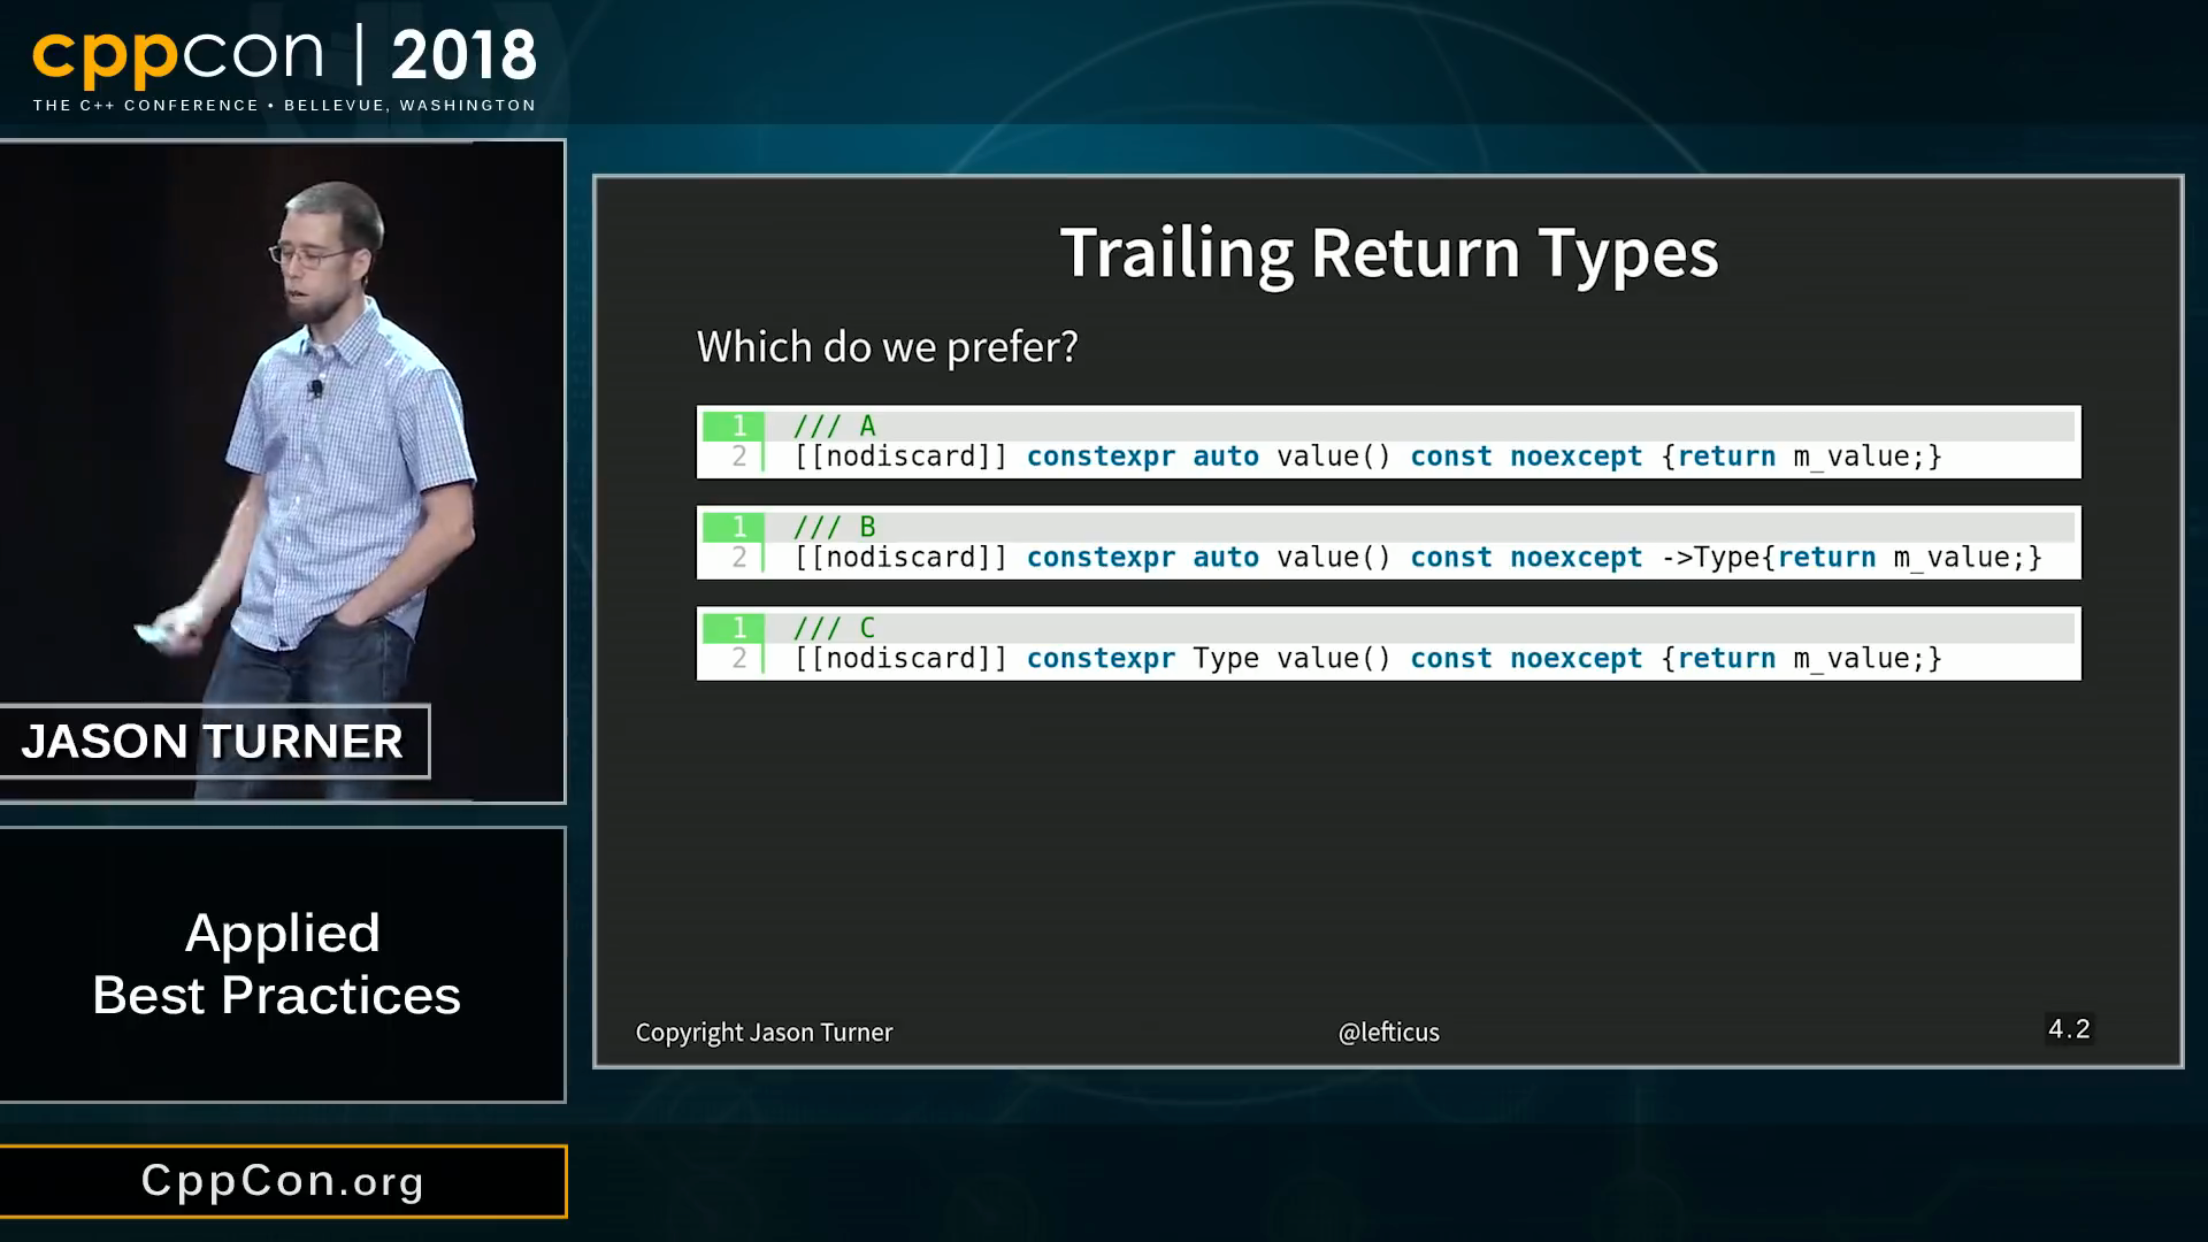 cppcon | 2018
THE C++ CONFERENCE • BELLEVUE, WASHINGTON
JASON TURNER
Applied
Best Practices
CppCon.org
Trailing Return Types
Which do we prefer?
1 /// A
2 [[nodiscard]] constexpr auto value() const noexcept {return m_value;}
1 /// B
2 [[nodiscard]] constexpr auto value() const noexcept ->Type{return m_value;}
1 /// C
2 [[nodiscard]] constexpr Type value() const noexcept {return m_value;}
Copyright Jason Turner
@lefticus
4.2